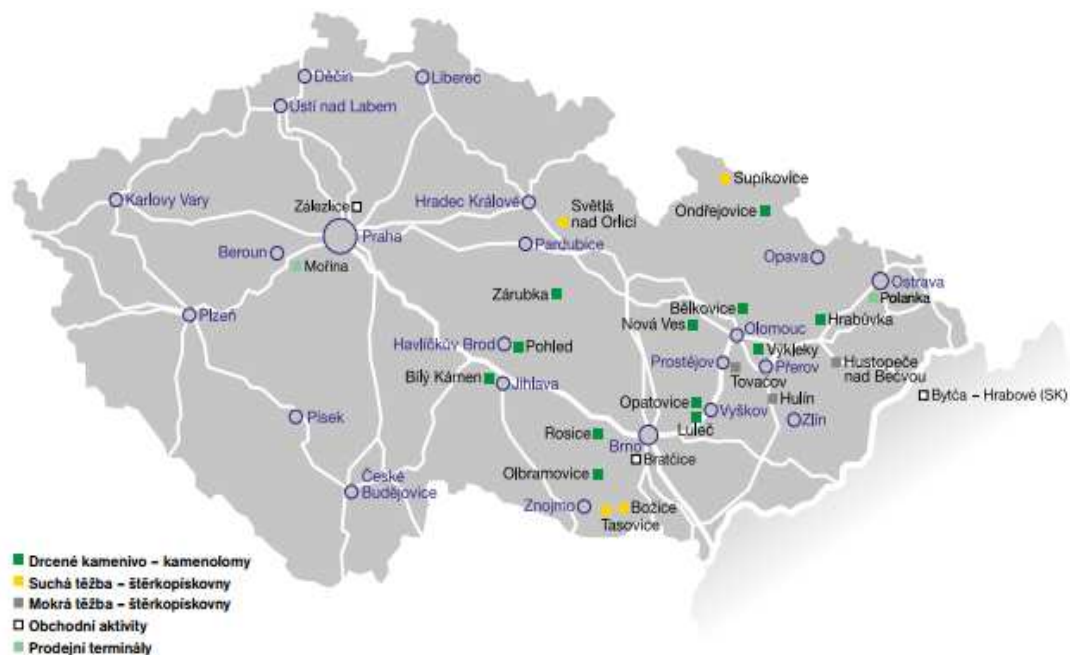 Děčín
Liberec
Ústí nad Labem
Supíkovice
Karlovy Vary
Zálezlice
Hradec Králové
Světlá
nad Orlicí
Ondřejovice
Praha
Beroun
Mořina
Pardubice
Opava
Ostrava
Polanka
Zárubka
Bělkovice
Plzeň
Nová Ves
Hrabůvka
Olomouc
Havlíčkův Brod
Pohled
Výkleky
Prostějov
Přerov
Hustopeče
nad Bečvou
Tovačov
Bílý Kámen
Jihlava
Hulín
Bytča – Hrabové (SK)
Opatovice
Vyškov
Zlín
Písek
Luleč
Rosice
Brno
Bratčice
Olbramovice
České
Budějovice
Znojmo
Božice
Tasovice
Drcené kamenivo – kamenolomy
Suchá těžba – štěrkopískovny
Mokrá těžba – štěrkopískovny
Obchodní aktivity
Prodejní terminály